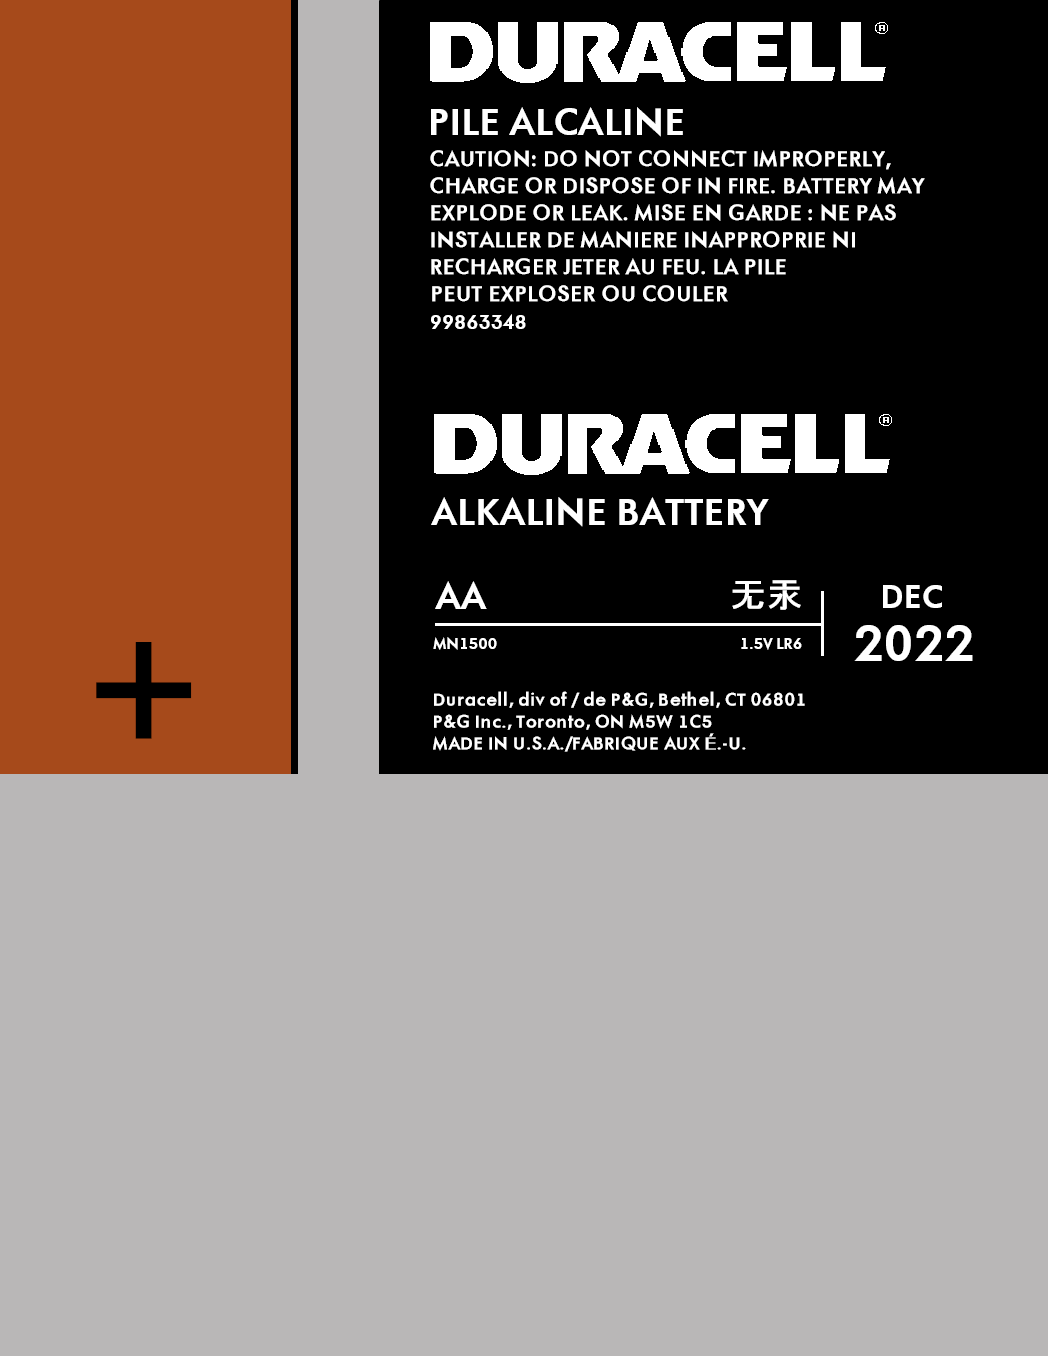 DURACELL®
PILE ALCALINE
CAUTION: DO NOT CONNECT IMPROPERLY,
CHARGE OR DISPOSE OF IN FIRE. BATTERY MAY
EXPLODE OR LEAK. MISE EN GARDE : NE PAS
INSTALLER DE MANIERE INAPPROPRIE NI
RECHARGER JETER AU FEU. LA PILE
PEUT EXPLOSER OU COULER
99863348
DURACELL®
ALKALINE BATTERY
AA 无汞
MN1500 1.5V LR6
DEC
2022
+
Duracell, div of / de P&G, Bethel, CT 06801
P&G Inc., Toronto, ON M5W 1C5
MADE IN U.S.A./FABRIQUE AUX É.-U.